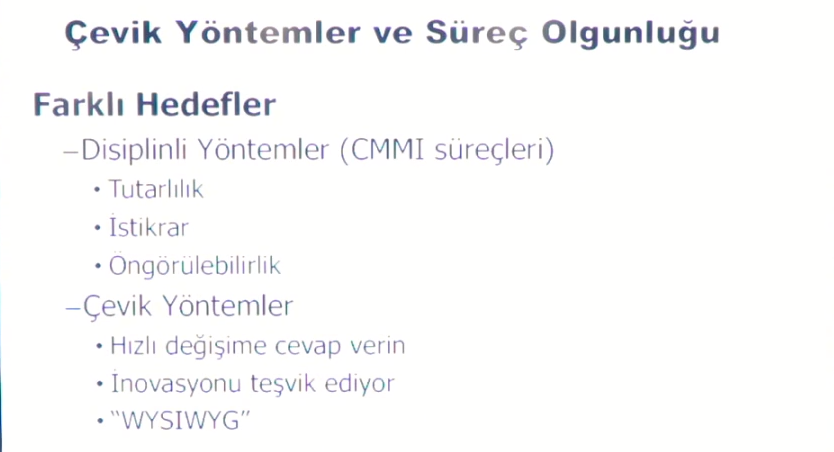 Çevik Yöntemler ve Süreç Olgunluğu
Farklı Hedefler
–Disiplinli Yöntemler (CMMI süreçleri)
• Tutarlılık
• İstikrar
• Öngörülebilirlik
–Çevik Yöntemler
• Hızlı değişime cevap verin
• İnovasyonu teşvik ediyor
• “WYSIWYG”